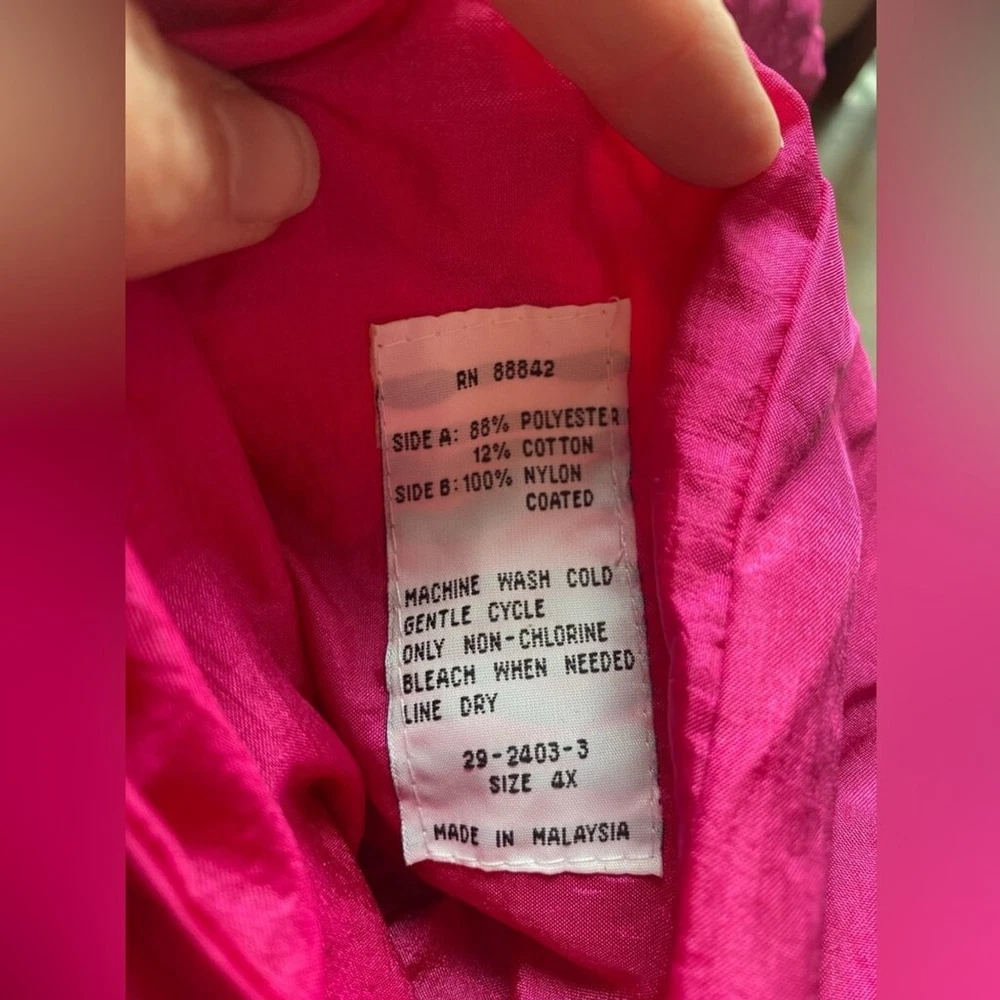 RN 88842
SIDE A: 88% POLYESTER
12% COTTON
SIDE B: 100% NYLON
COATED
MACHINE WASH COLD
GENTLE CYCLE
ONLY NON-CHLORINE
BLEACH WHEN NEEDED
LINE DRY
29-2403-3
SIZE 4X
MADE IN MALAYSIA